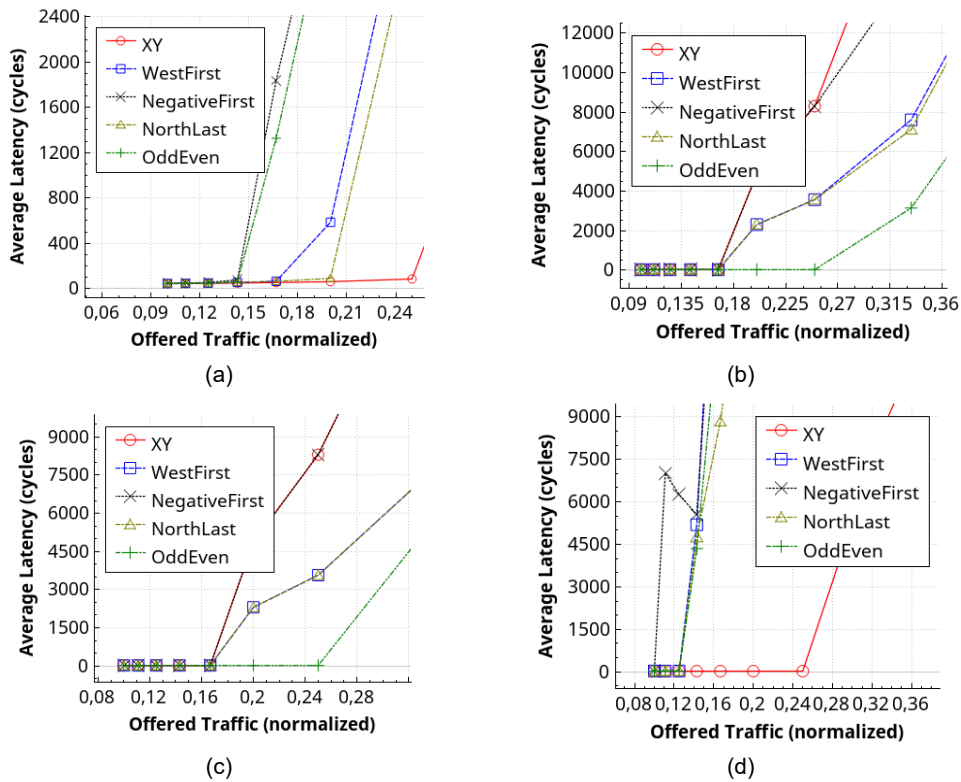 2400
2000
1600
1200
800
400
0
Average Latency (cycles)
XY
WestFirst
NegativeFirst
NorthLast
OddEven
0,06 0,09 0,12 0,15 0,18 0,21 0,24
Offered Traffic (normalized)
(a)
12000
10000
8000
6000
4000
2000
0
Average Latency (cycles)
XY
WestFirst
NegativeFirst
NorthLast
OddEven
0,09 0,135 0,18 0,225 0,27 0,315 0,36
Offered Traffic (normalized)
(b)
9000
7500
6000
4500
3000
1500
0
Average Latency (cycles)
XY
WestFirst
NegativeFirst
NorthLast
OddEven
0,08 0,12 0,16 0,2 0,24 0,28
Offered Traffic (normalized)
(c)
9000
7500
6000
4500
3000
1500
0
Average Latency (cycles)
XY
WestFirst
NegativeFirst
NorthLast
OddEven
0,08 0,12 0,16 0,2 0,24 0,28 0,32 0,36
Offered Traffic (normalized)
(d)